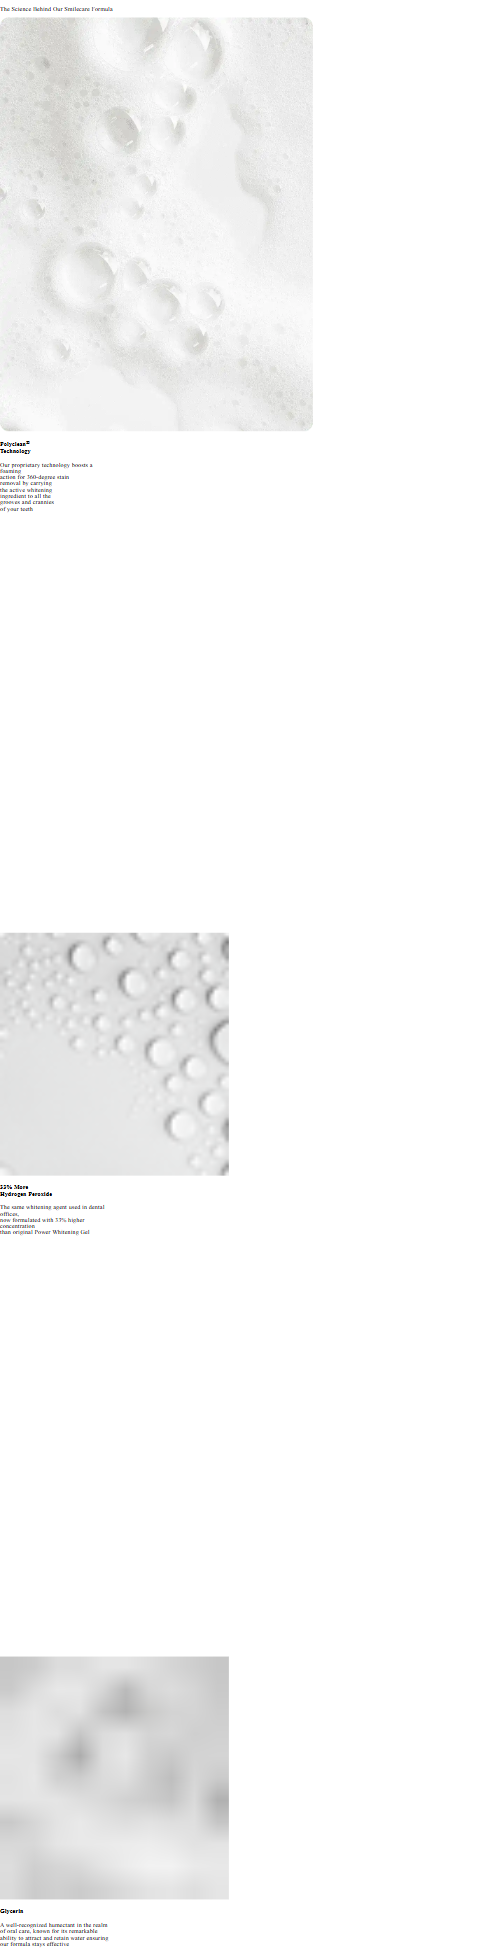 The Science Behind Our Smilecare Formula
Polyclean®
Technology
Our proprietary technology boosts a
foaming
action for 360-degree stain
removal by carrying
the active whitening
ingredient to all the
grooves and crannies
of your teeth
33% More
Hydrogen Peroxide
The same whitening agent used in dental
offices,
now formulated with 33% higher
concentration
than original Power Whitening Gel
Glycerin
A well-recognized humectant in the realm
of oral care, known for its remarkable
ability to attract and retain water ensuring
our formula stays effective